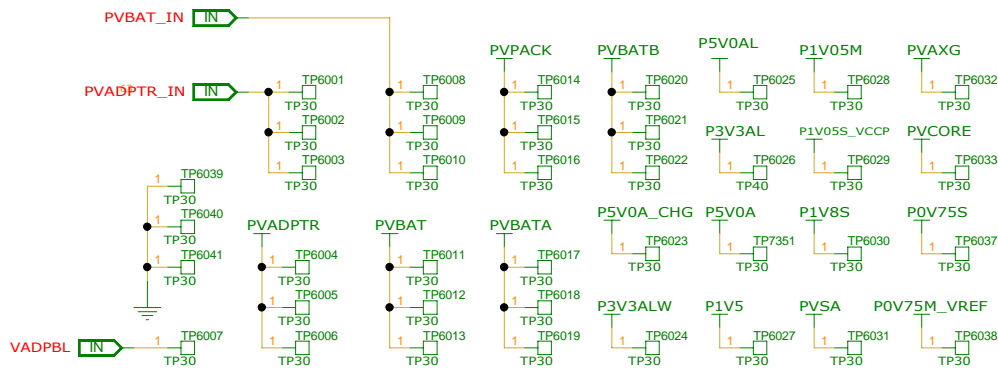 PVBAT_IN IN
PVADPTR_IN IN
1 TP6001 TP30
1 TP6002 TP30
1 TP6003 TP30
1 TP6008 TP30
1 TP6009 TP30
1 TP6010 TP30
PVPACK
1 TP6014 TP30
1 TP6015 TP30
1 TP6016 TP30
PVBATB
1 TP6020 TP30
1 TP6021 TP30
1 TP6022 TP30
P5V0AL
1 TP6025 TP30
P1V05M
1 TP6028 TP30
PVAXG
1 TP6032 TP30
P3V3AL
1 TP6026 TP40
P1V05S_VCCP
1 TP6029 TP30
PVCORE
1 TP6033 TP30
1 TP6039 TP30
1 TP6040 TP30
1 TP6041 TP30
PVADPTR
1 TP6004 TP30
1 TP6005 TP30
1 TP6006 TP30
PVBAT
1 TP6011 TP30
1 TP6012 TP30
1 TP6013 TP30
PVBATA
1 TP6017 TP30
1 TP6018 TP30
1 TP6019 TP30
P5V0A_CHG
1 TP6023 TP30
P5V0A
1 TP7351 TP30
P1V8S
1 TP6030 TP30
P0V75S
1 TP6037 TP30
P3V3ALW
1 TP6024 TP30
P1V5
1 TP6027 TP30
PVSA
1 TP6031 TP30
P0V75M_VREF
1 TP6038 TP30
VADPBL IN
1 TP6007 TP30